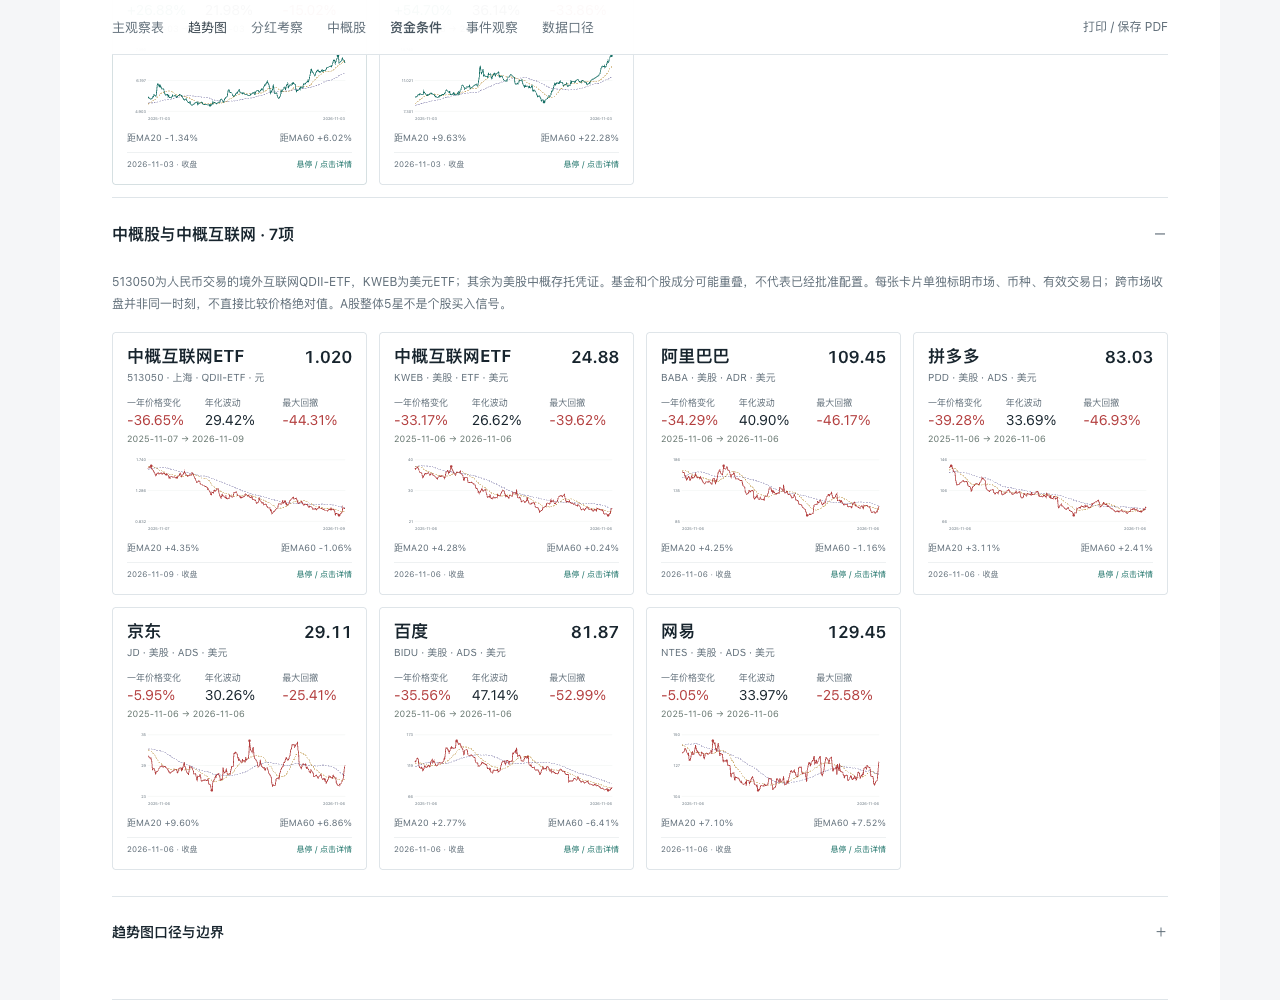 主观察表 趋势图 分红考察 中概股 资金条件 事件观察 数据口径 打印 / 保存 PDF
2026-11-03 2026-11-03
距MA20 -1.34% 距MA60 +6.02%
2026-11-03 · 收盘 悬停 / 点击详情
距MA20 +9.63% 距MA60 +22.28%
2026-11-03 · 收盘 悬停 / 点击详情
中概股与中概互联网 · 7项
513050为人民币交易的境外互联网QDII-ETF，KWEB为美元ETF；其余为美股中概存托凭证。基金和个股成分可能重叠，不代表已经批准配置。每张卡片单独标明市场、币种、有效交易日；跨市场收
盘并非同一时刻，不直接比较价格绝对值。A股整体5星不是个股买入信号。
中概互联网ETF 1.020
513050 · 上海 · QDII-ETF · 元
一年价格变化 年化波动 最大回撤
-36.65% 29.42% -44.31%
2025-11-07 → 2026-11-09
距MA20 +4.35% 距MA60 -1.06%
2026-11-09 · 收盘 悬停 / 点击详情
中概互联网ETF 24.88
KWEB · 美股 · ETF · 美元
一年价格变化 年化波动 最大回撤
-33.17% 26.62% -39.62%
2025-11-06 → 2026-11-06
距MA20 +4.28% 距MA60 +0.24%
2026-11-06 · 收盘 悬停 / 点击详情
阿里巴巴 109.45
BABA · 美股 · ADR · 美元
一年价格变化 年化波动 最大回撤
-34.29% 40.90% -46.17%
2025-11-06 → 2026-11-06
距MA20 +4.25% 距MA60 -1.16%
2026-11-06 · 收盘 悬停 / 点击详情
拼多多 83.03
PDD · 美股 · ADS · 美元
一年价格变化 年化波动 最大回撤
-39.28% 33.69% -46.93%
2025-11-06 → 2026-11-06
距MA20 +3.11% 距MA60 +2.41%
2026-11-06 · 收盘 悬停 / 点击详情
京东 29.11
JD · 美股 · ADS · 美元
一年价格变化 年化波动 最大回撤
-5.95% 30.26% -25.41%
2025-11-06 → 2026-11-06
距MA20 +9.60% 距MA60 +6.86%
2026-11-06 · 收盘 悬停 / 点击详情
百度 81.87
BIDU · 美股 · ADS · 美元
一年价格变化 年化波动 最大回撤
-35.56% 47.14% -52.99%
2025-11-06 → 2026-11-06
距MA20 +2.77% 距MA60 -6.41%
2026-11-06 · 收盘 悬停 / 点击详情
网易 129.45
NTES · 美股 · ADS · 美元
一年价格变化 年化波动 最大回撤
-5.05% 33.97% -25.58%
2025-11-06 → 2026-11-06
距MA20 +7.10% 距MA60 +7.52%
2026-11-06 · 收盘 悬停 / 点击详情
趋势图口径与边界